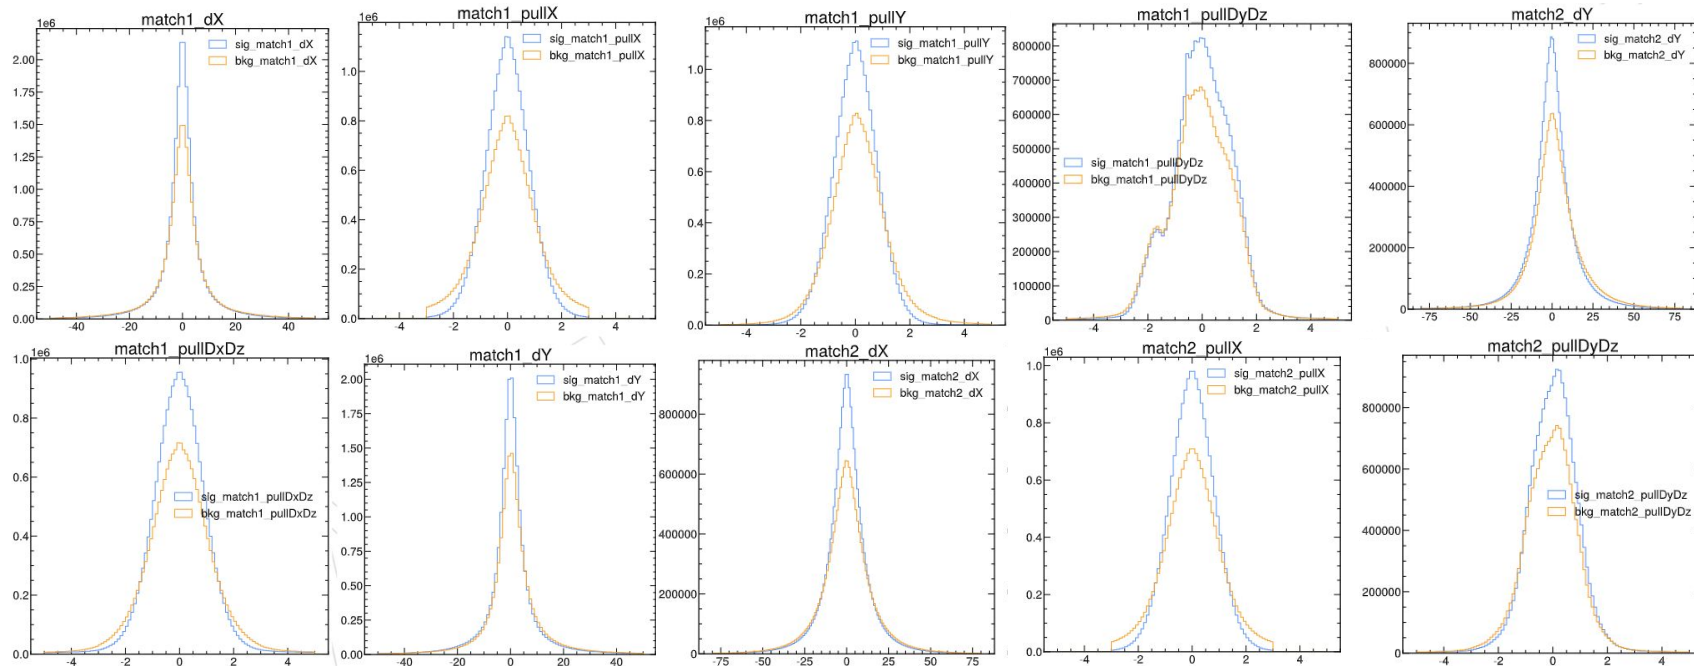 match1_dX
1e6
sig_match1_dX
bkg_match1_dX
2.00
1.75
1.50
1.25
1.00
0.75
0.50
0.25
0.00
-40 -20 0 20 40
match1_pullX
1e6
sig_match1_pullX
bkg_match1_pullX
1.0
0.8
0.6
0.4
0.2
0.0
-4 -2 0 2 4
match1_pullY
1e6
sig_match1_pullY
bkg_match1_pullY
1.0
0.8
0.6
0.4
0.2
0.0
-4 -2 0 2 4
match1_pullDyDz
800000
700000
600000
500000
sig_match1_pullDyDz
bkg_match1_pullDyDz
400000
300000
200000
100000
0
-4 -2 0 2 4
match2_dY
sig_match2_dY
bkg_match2_dY
800000
600000
400000
200000
0
-75 -50 -25 0 25 50 75
match1_pullDxDz
1e6
1.0
0.8
0.6
sig_match1_pullDxDz
bkg_match1_pullDxDz
0.4
0.2
0.0
-4 -2 0 2 4
match1_dY
1e6
sig_match1_dY
bkg_match1_dY
2.00
1.75
1.50
1.25
1.00
0.75
0.50
0.25
0.00
-40 -20 0 20 40
match2_dX
sig_match2_dX
bkg_match2_dX
800000
600000
400000
200000
0
-75 -50 -25 0 25 50 75
match2_pullX
1e6
sig_match2_pullX
bkg_match2_pullX
1.0
0.8
0.6
0.4
0.2
0.0
-4 -2 0 2 4
match2_pullDyDz
800000
600000
sig_match2_pullDyDz
bkg_match2_pullDyDz
400000
200000
0
-4 -2 0 2 4